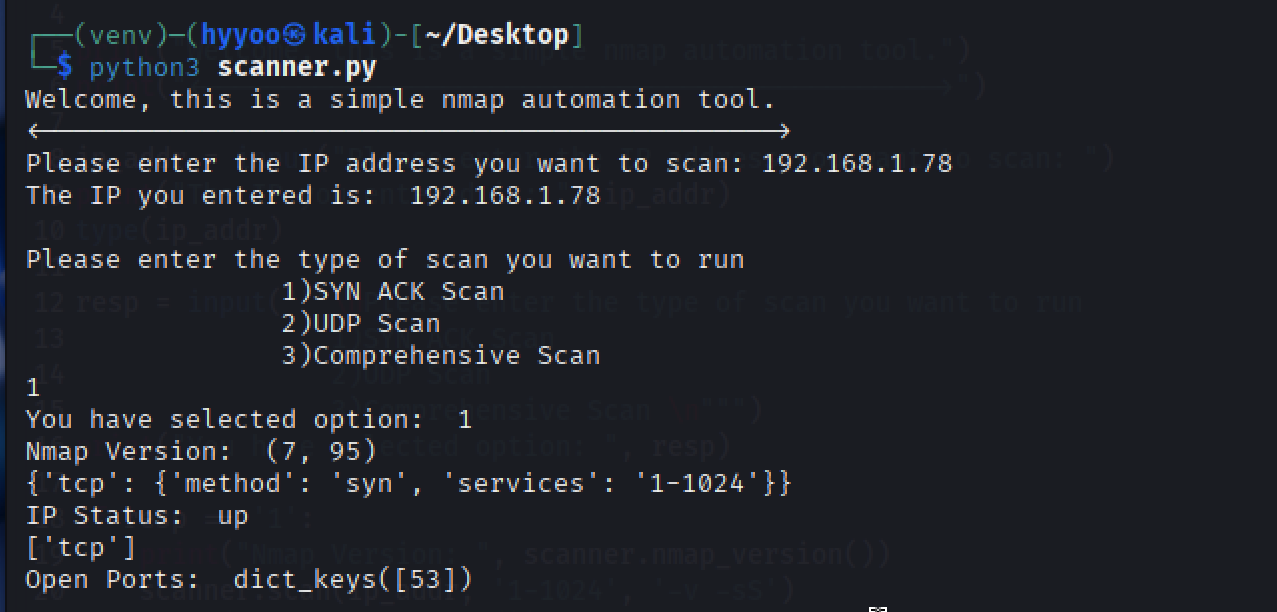 ┌──(venv)─(hyyoo㉿kali)-[~/Desktop]
└─$ python3 scanner.py
Welcome, this is a simple nmap automation tool.
<----------------------------------------------->
Please enter the IP address you want to scan: 192.168.1.78
The IP you entered is:  192.168.1.78
Please enter the type of scan you want to run
1)SYN ACK Scan
2)UDP Scan
3)Comprehensive Scan
1
You have selected option:  1
Nmap Version:  (7, 95)
{'tcp': {'method': 'syn', 'services': '1-1024'}}
IP Status:  up
['tcp']
Open Ports:  dict_keys([53])